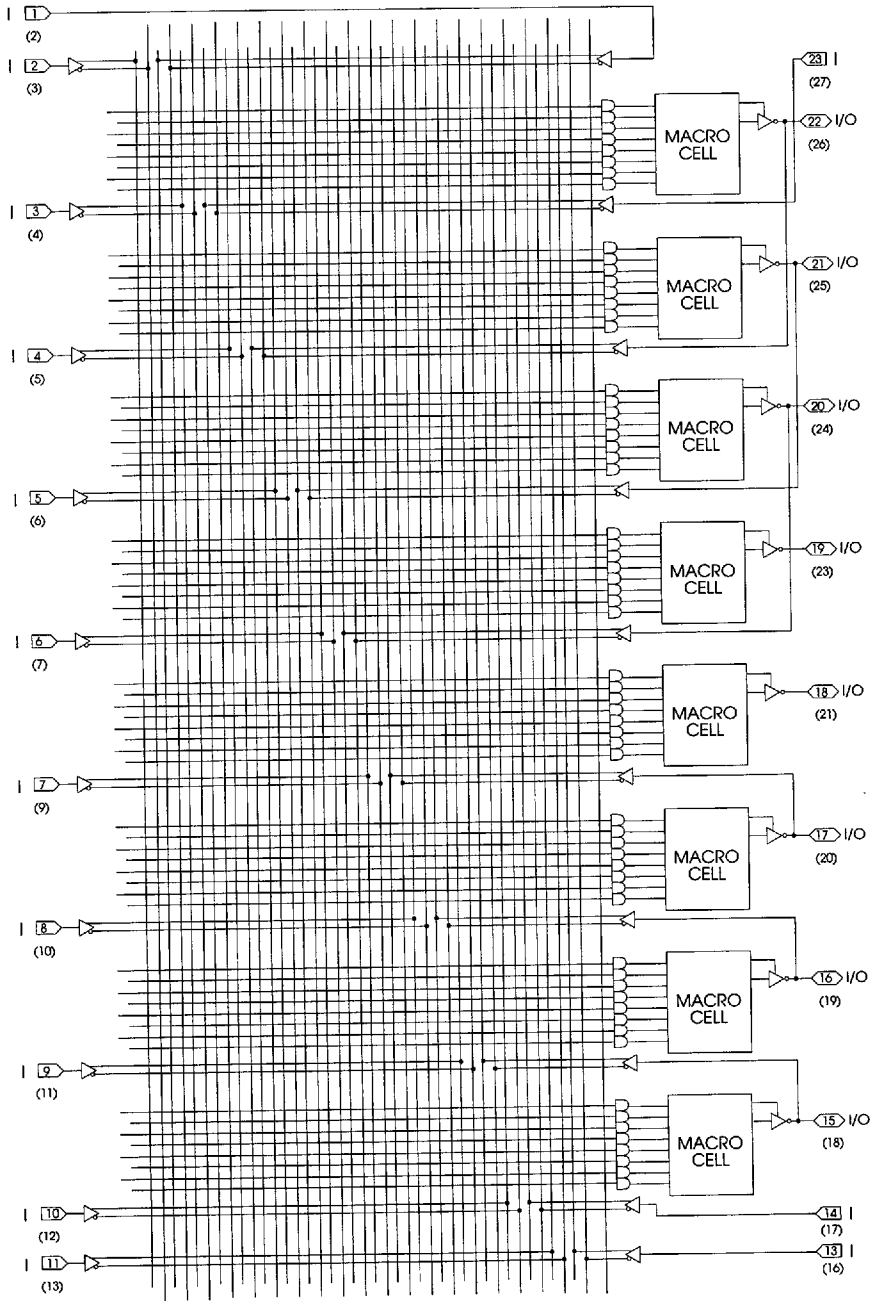 I 1
(2)
I 2
(3)
23 I
(27)
MACRO
CELL
22 I/O
(26)
I 3
(4)
MACRO
CELL
21 I/O
(25)
I 4
(5)
MACRO
CELL
20 I/O
(24)
I 5
(6)
MACRO
CELL
19 I/O
(23)
I 6
(7)
MACRO
CELL
18 I/O
(21)
I 7
(9)
MACRO
CELL
17 I/O
(20)
I 8
(10)
MACRO
CELL
16 I/O
(19)
I 9
(11)
MACRO
CELL
15 I/O
(18)
I 10
(12)
14 I
(17)
I 11
(13)
13 I
(16)